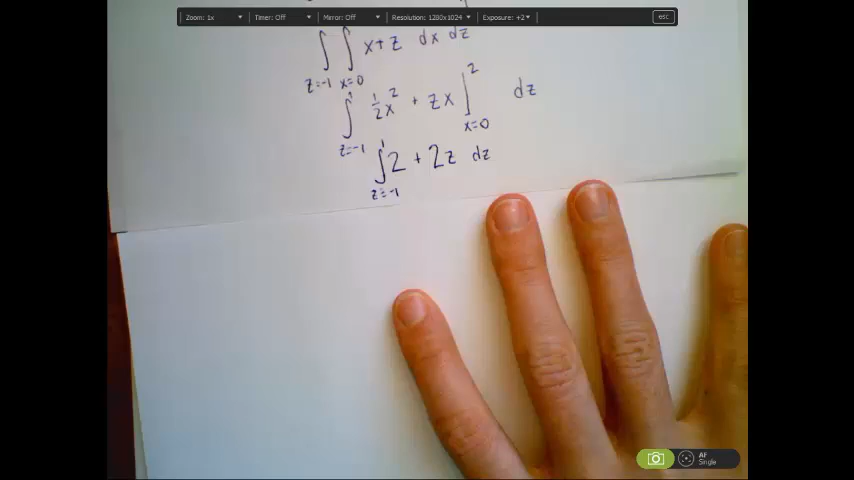 Zoom: 1x Timer: Off Mirror: Off Resolution: 1280x1024 Exposure: +2 esc
∫ ∫ x+z dx dz
z=-1 x=0
∫ ½x² + zx |² dz
z=-1 x=0
∫¹ 2 + 2z dz
z=-1
AF
Single